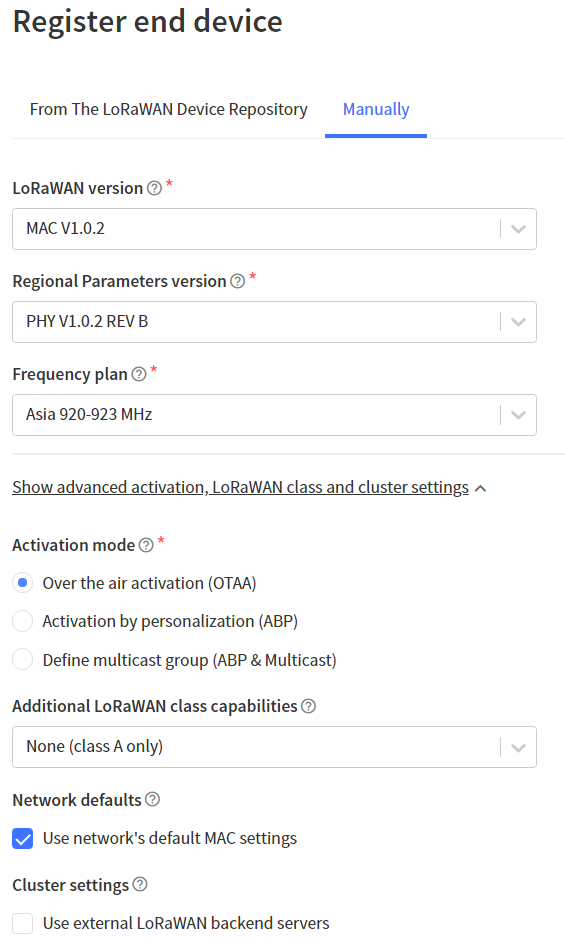 Register end device
From The LoRaWAN Device Repository
Manually
LoRaWAN version ? *
MAC V1.0.2
Regional Parameters version ? *
PHY V1.0.2 REV B
Frequency plan ? *
Asia 920-923 MHz
Show advanced activation, LoRaWAN class and cluster settings
Activation mode ? *
Over the air activation (OTAA)
Activation by personalization (ABP)
Define multicast group (ABP & Multicast)
Additional LoRaWAN class capabilities ?
None (class A only)
Network defaults ?
Use network's default MAC settings
Cluster settings ?
Use external LoRaWAN backend servers